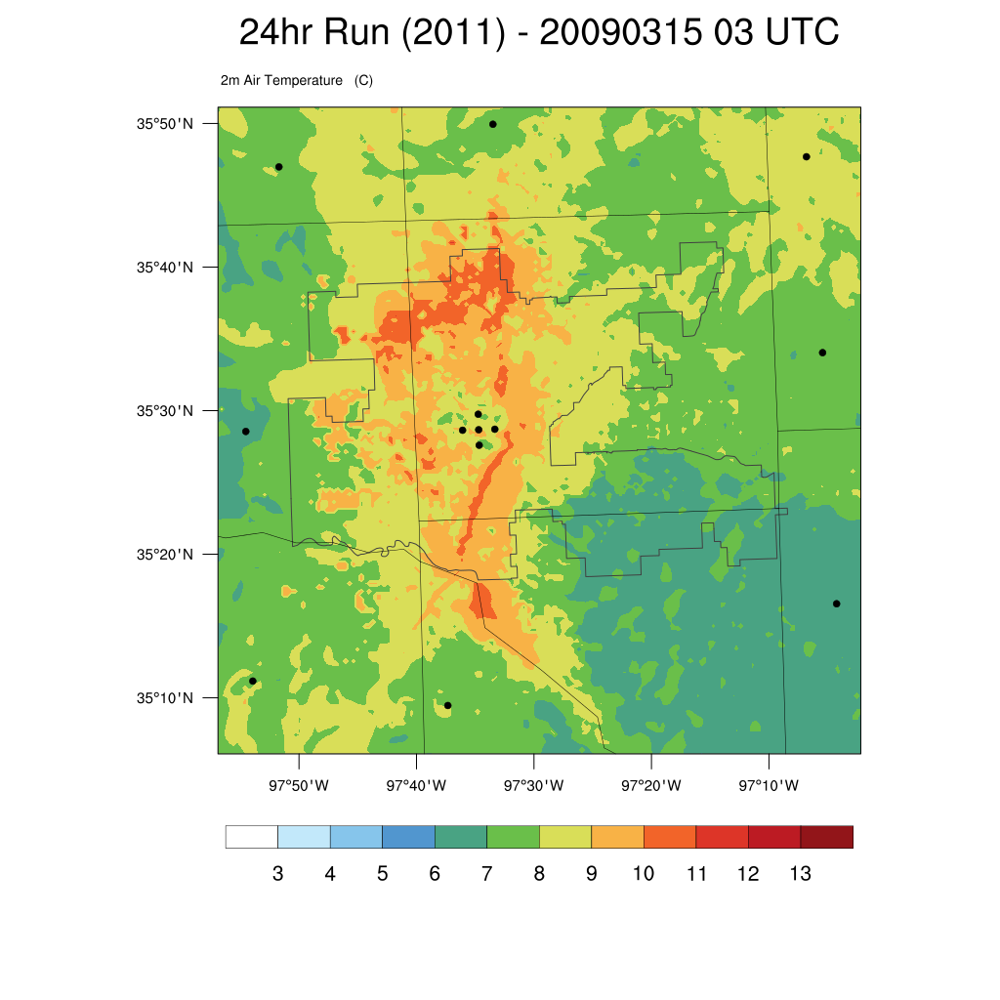 24hr Run (2011) - 20090315 03 UTC
2m Air Temperature (C)
35°50'N
35°40'N
35°30'N
35°20'N
35°10'N
97°50'W 97°40'W 97°30'W 97°20'W 97°10'W
3 4 5 6 7 8 9 10 11 12 13